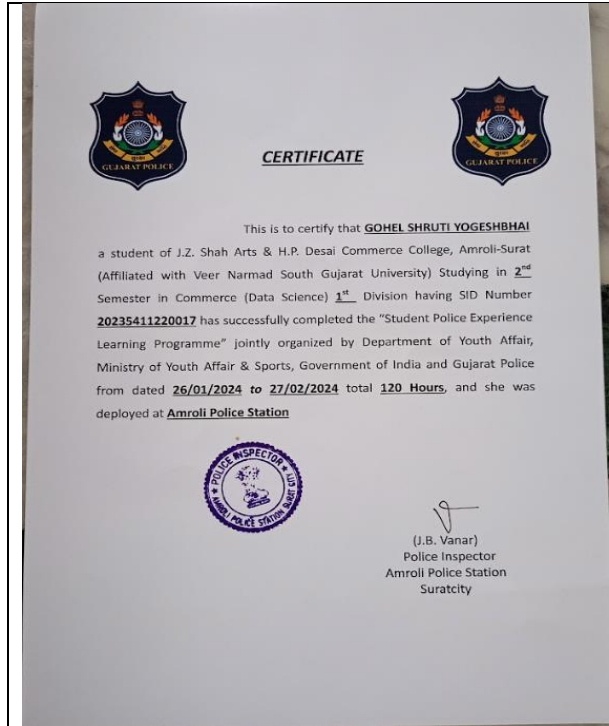 GUJARAT POLICE
GUJARAT POLICE
CERTIFICATE
This is to certify that GOHEL SHRUTI YOGESHBHAI
a student of J.Z. Shah Arts & H.P. Desai Commerce College, Amroli-Surat
(Affiliated with Veer Narmad South Gujarat University) Studying in 2nd
Semester in Commerce (Data Science) 1st Division having SID Number
20235411220017 has successfully completed the “Student Police Experience
Learning Programme” jointly organized by Department of Youth Affair,
Ministry of Youth Affair & Sports, Government of India and Gujarat Police
from dated 26/01/2024 to 27/02/2024 total 120 Hours, and she was
deployed at Amroli Police Station
POLICE INSPECTOR
AMROLI POLICE STATION SURAT CITY
(J.B. Vanar)
Police Inspector
Amroli Police Station
Suratcity